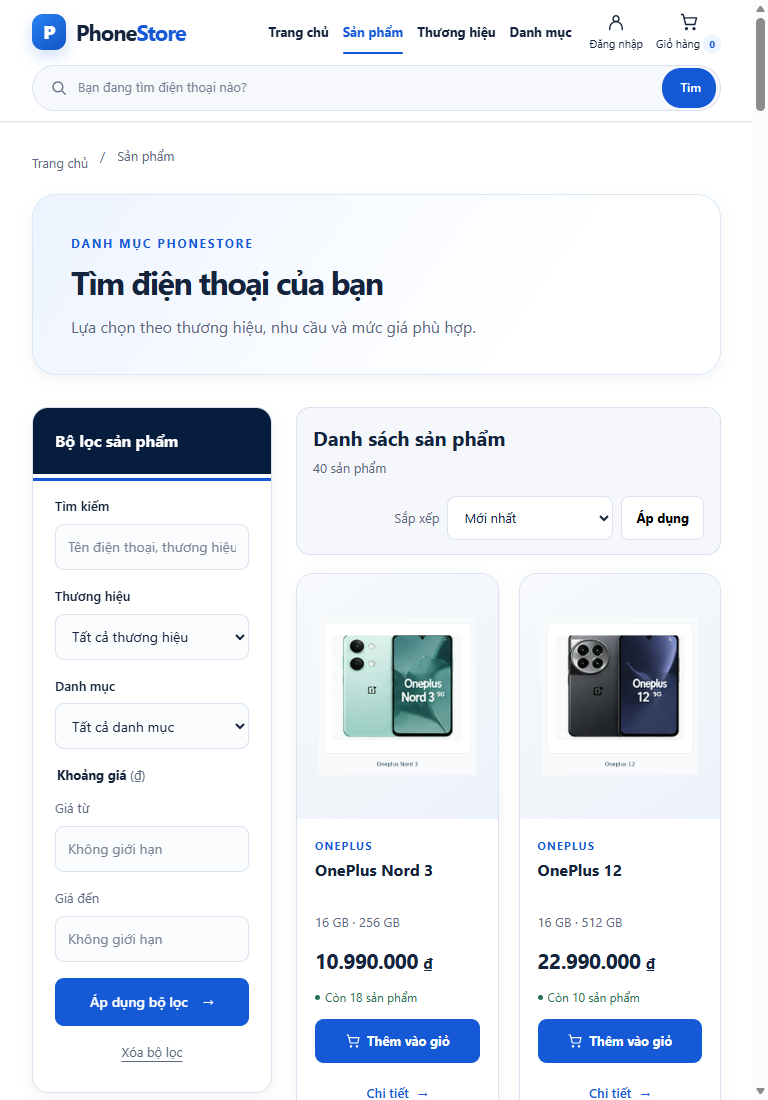 P PhoneStore
Trang chủ Sản phẩm Thương hiệu Danh mục Đăng nhập Giỏ hàng 0
Bạn đang tìm điện thoại nào? Tìm
Trang chủ / Sản phẩm
DANH MỤC PHONESTORE
Tìm điện thoại của bạn
Lựa chọn theo thương hiệu, nhu cầu và mức giá phù hợp.
Bộ lọc sản phẩm
Tìm kiếm
Tên điện thoại, thương hiệu
Thương hiệu
Tất cả thương hiệu
Danh mục
Tất cả danh mục
Khoảng giá (₫)
Giá từ
Không giới hạn
Giá đến
Không giới hạn
Áp dụng bộ lọc →
Xóa bộ lọc
Danh sách sản phẩm
40 sản phẩm
Sắp xếp Mới nhất Áp dụng
Oneplus
Nord 3 5G
Oneplus Nord 3
ONEPLUS
OnePlus Nord 3
16 GB · 256 GB
10.990.000 ₫
Còn 18 sản phẩm
Thêm vào giỏ
Chi tiết →
Oneplus
12 5G
Oneplus 12
ONEPLUS
OnePlus 12
16 GB · 512 GB
22.990.000 ₫
Còn 10 sản phẩm
Thêm vào giỏ
Chi tiết →